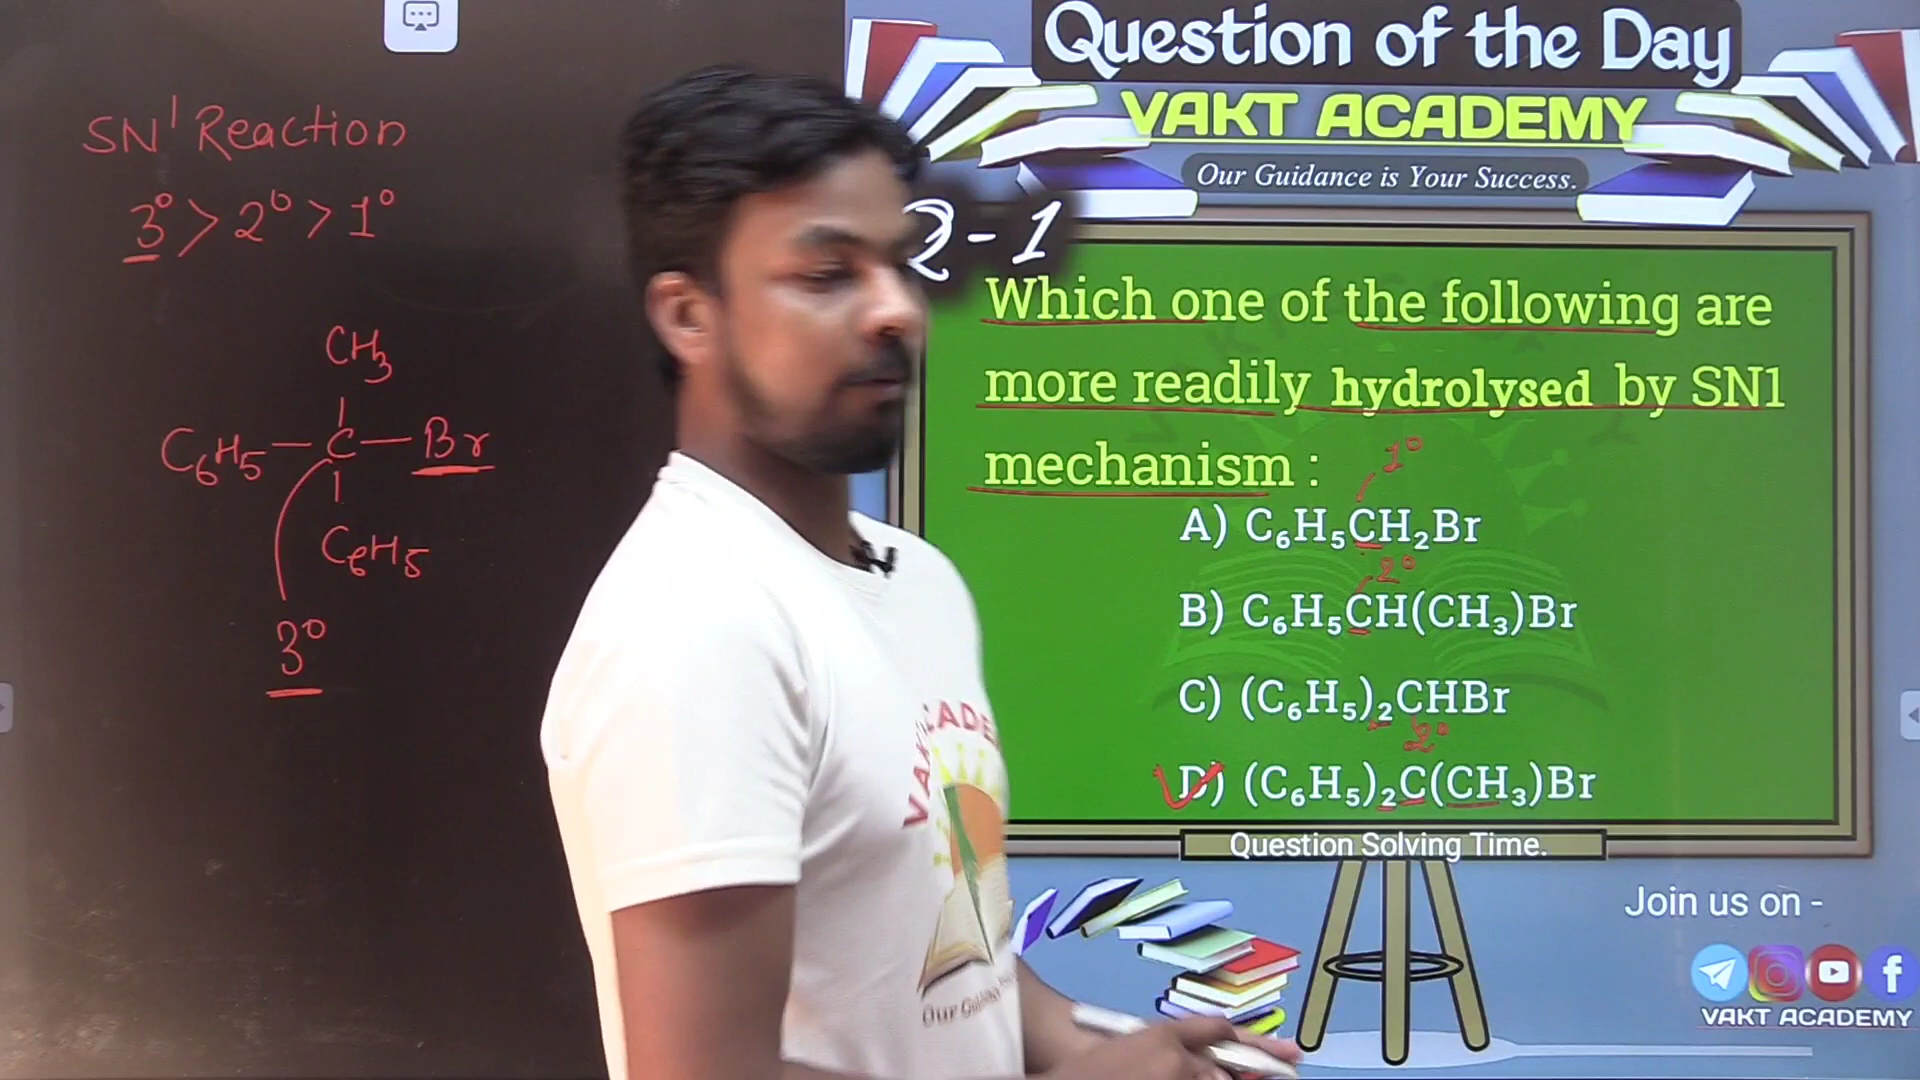 SN¹ Reaction
3° > 2° > 1°
CH₃
C₆H₅ — C — Br
C₆H₅
3°
Question of the Day
VAKT ACADEMY
Our Guidance is Your Success.
2-1
Which one of the following are
more readily hydrolysed by SN1
mechanism :
1°
A) C₆H₅CH₂Br
2°
B) C₆H₅CH(CH₃)Br
C) (C₆H₅)₂CHBr
2°
D) (C₆H₅)₂C(CH₃)Br
Question Solving Time.
Join us on -
VAKT ACADEMY